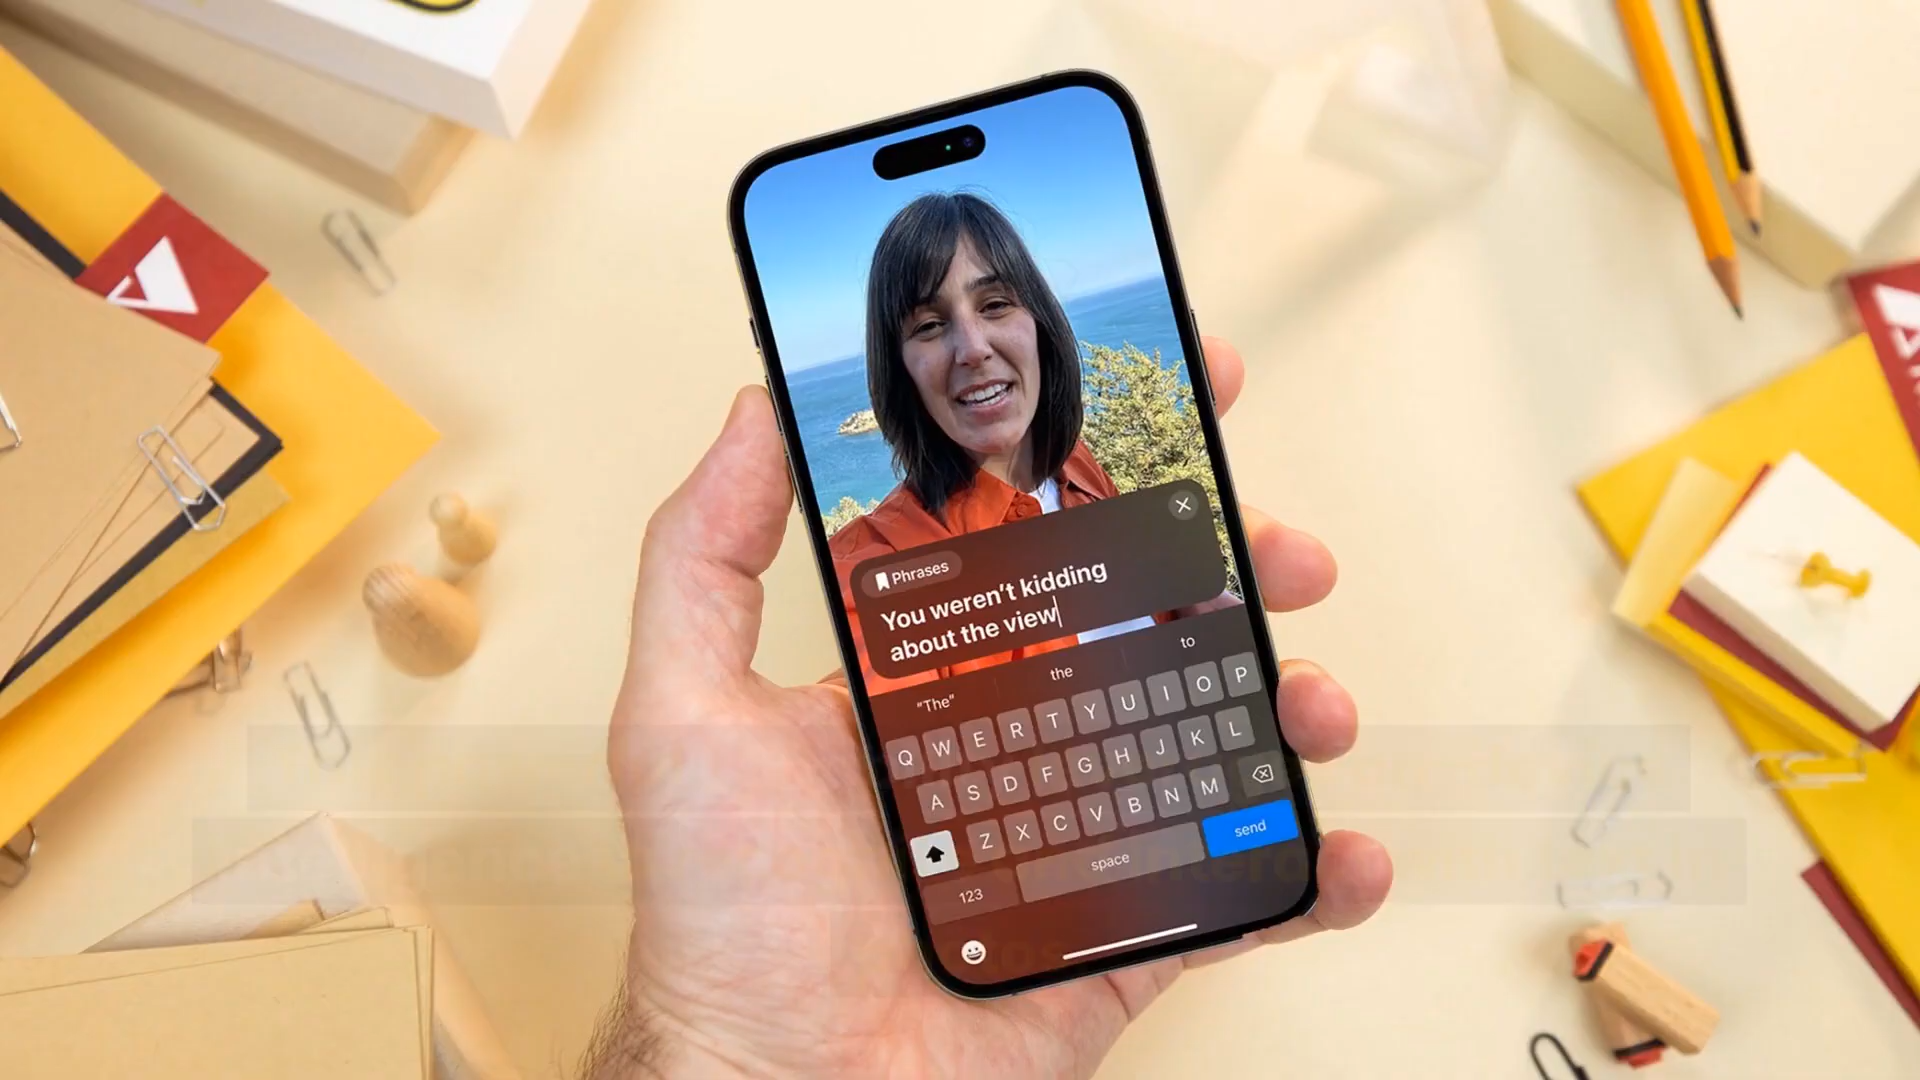 Phrases
You weren’t kidding
about the view
“The” the to
Q W E R T Y U I O P
A S D F G H J K L
Z X C V B N M
123 space send